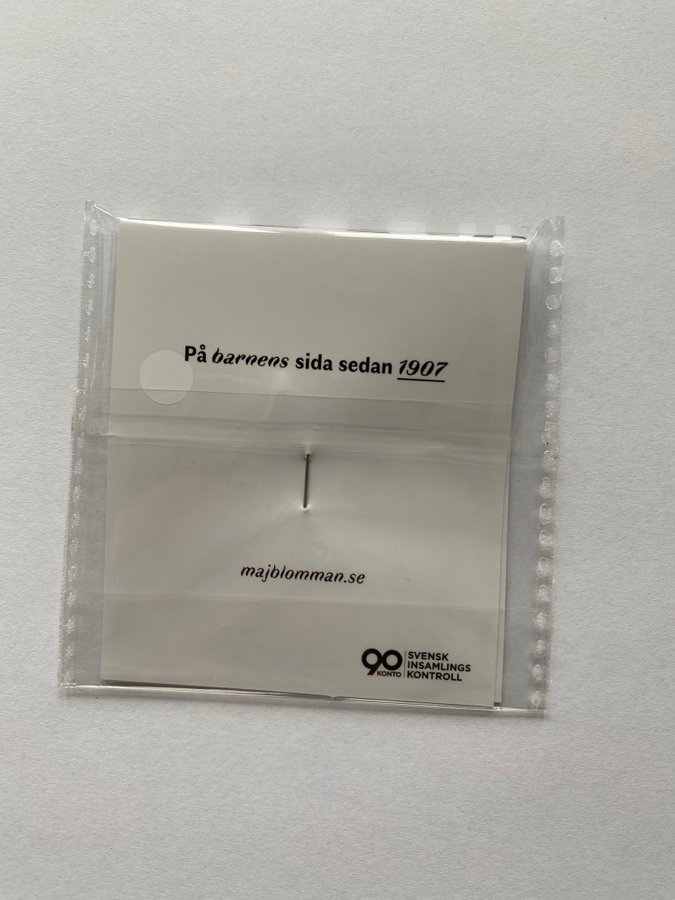 På barnens sida sedan 1907
majblomman.se
90
KONTO
SVENSK
INSAMLINGS
KONTROLL